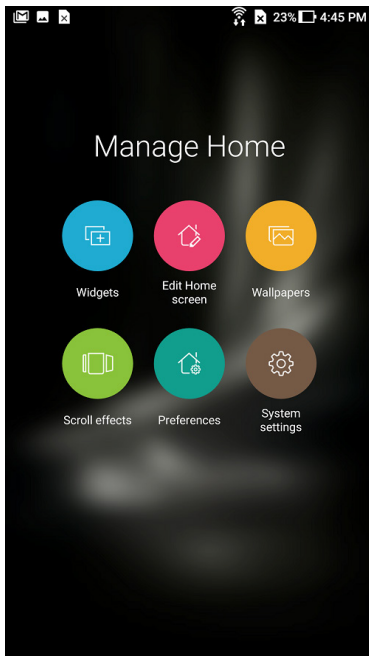 23% 4:45 PM
Manage Home
Widgets
Edit Home
screen
Wallpapers
Scroll effects
Preferences
System
settings